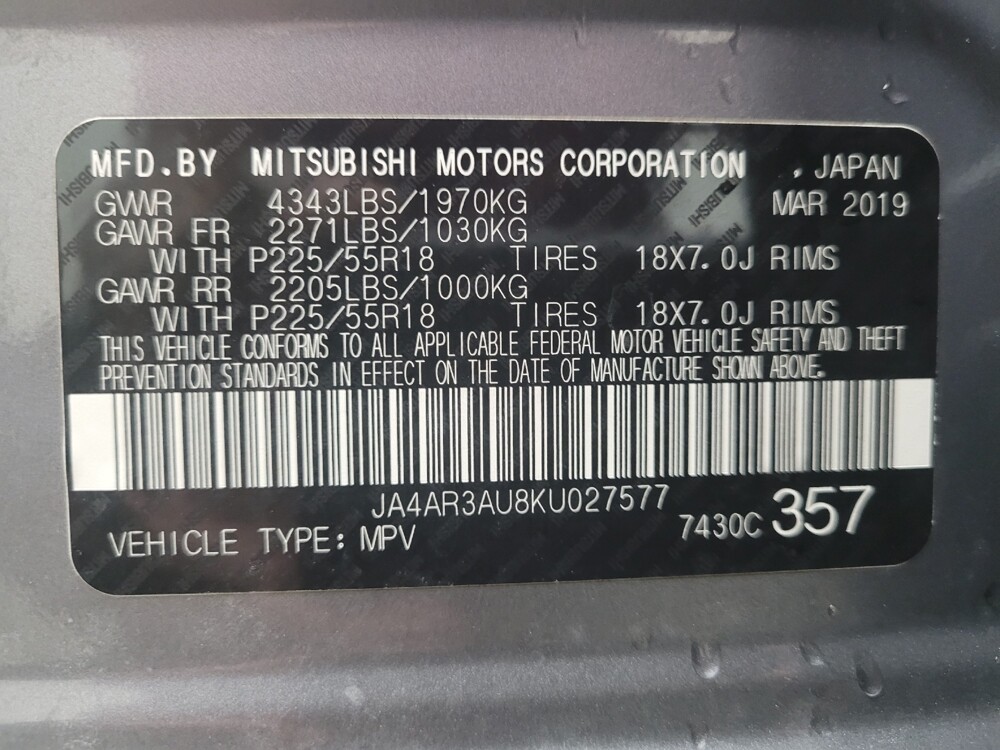 MFD.BY MITSUBISHI MOTORS CORPORATION , JAPAN
GWWR 4343LBS/1970KG MAR 2019
GAWR FR 2271LBS/1030KG
WITH P225/55R18 TIRES 18X7.0J RIMS
GAWR RR 2205LBS/1000KG
WITH P225/55R18 TIRES 18X7.0J RIMS
THIS VEHICLE CONFORMS TO ALL APPLICABLE FEDERAL MOTOR VEHICLE SAFETY AND THEFT
PREVENTION STANDARDS IN EFFECT ON THE DATE OF MANUFACTURE SHOWN ABOVE.
JA4AR3AU8KU027577
7430C 357
VEHICLE TYPE: MPV